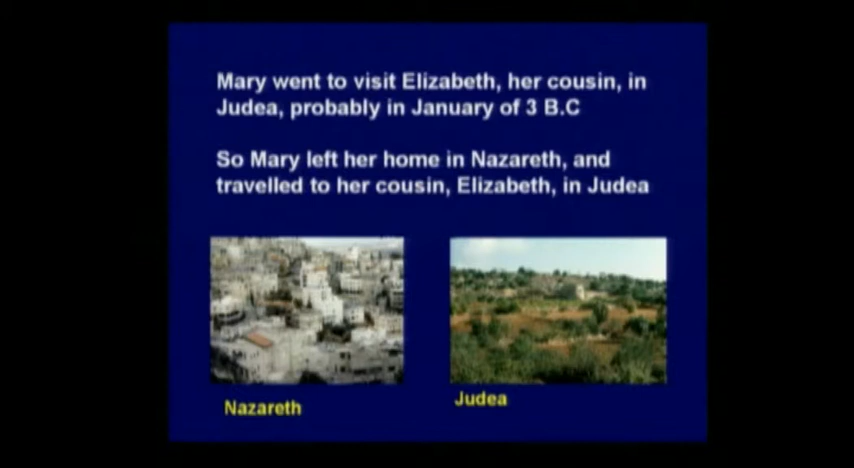 Mary went to visit Elizabeth, her cousin, in
Judea, probably in January of 3 B.C
So Mary left her home in Nazareth, and
travelled to her cousin, Elizabeth, in Judea
Nazareth
Judea